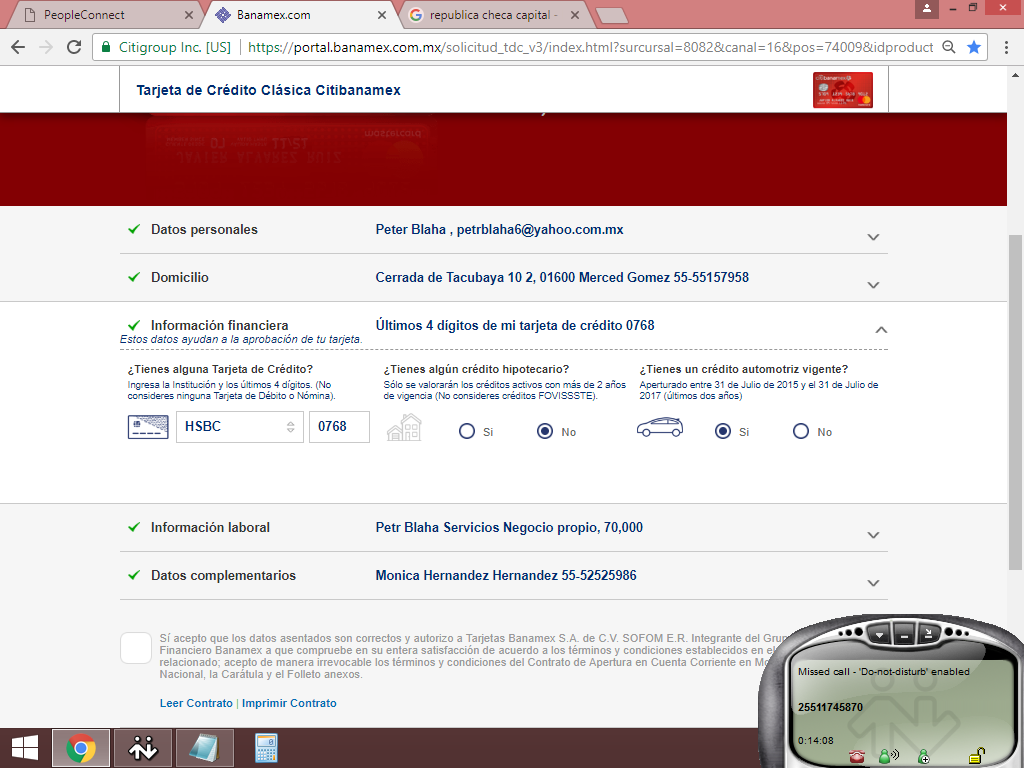 PeopleConnect
Banamex.com
republica checa capital -
Citigroup Inc. [US]
https://portal.banamex.com.mx/solicitud_tdc_v3/index.html?surcursal=8082&canal=16&pos=74009&idproduct
Tarjeta de Crédito Clásica Citibanamex
Datos personales
Peter Blaha , petrblaha6@yahoo.com.mx
Domicilio
Cerrada de Tacubaya 10 2, 01600 Merced Gomez 55-55157958
Información financiera
Últimos 4 dígitos de mi tarjeta de crédito 0768
Estos datos ayudan a la aprobación de tu tarjeta.
¿Tienes alguna Tarjeta de Crédito?
Ingresa la Institución y los últimos 4 dígitos. (No
consideres ninguna Tarjeta de Débito o Nómina).
HSBC
0768
¿Tienes algún crédito hipotecario?
Sólo se valorarán los créditos activos con más de 2 años
de vigencia (No consideres créditos FOVISSSTE).
Si
No
¿Tienes un crédito automotriz vigente?
Aperturado entre 31 de Julio de 2015 y el 31 de Julio de
2017 (últimos dos años)
Si
No
Información laboral
Petr Blaha Servicios Negocio propio, 70,000
Datos complementarios
Monica Hernandez Hernandez 55-52525986
Sí acepto que los datos asentados son correctos y autorizo a Tarjetas Banamex S.A. de C.V. SOFOM E.R. Integrante del Gru
Financiero Banamex a que compruebe en su entera satisfacción de acuerdo a los términos y condiciones establecidos en el
relacionado; acepto de manera irrevocable los términos y condiciones del Contrato de Apertura en Cuenta Corriente en Mo
Nacional, la Carátula y el Folleto anexos.
Leer Contrato | Imprimir Contrato
Missed call - 'Do-not-disturb' enabled
25511745870
0:14:08